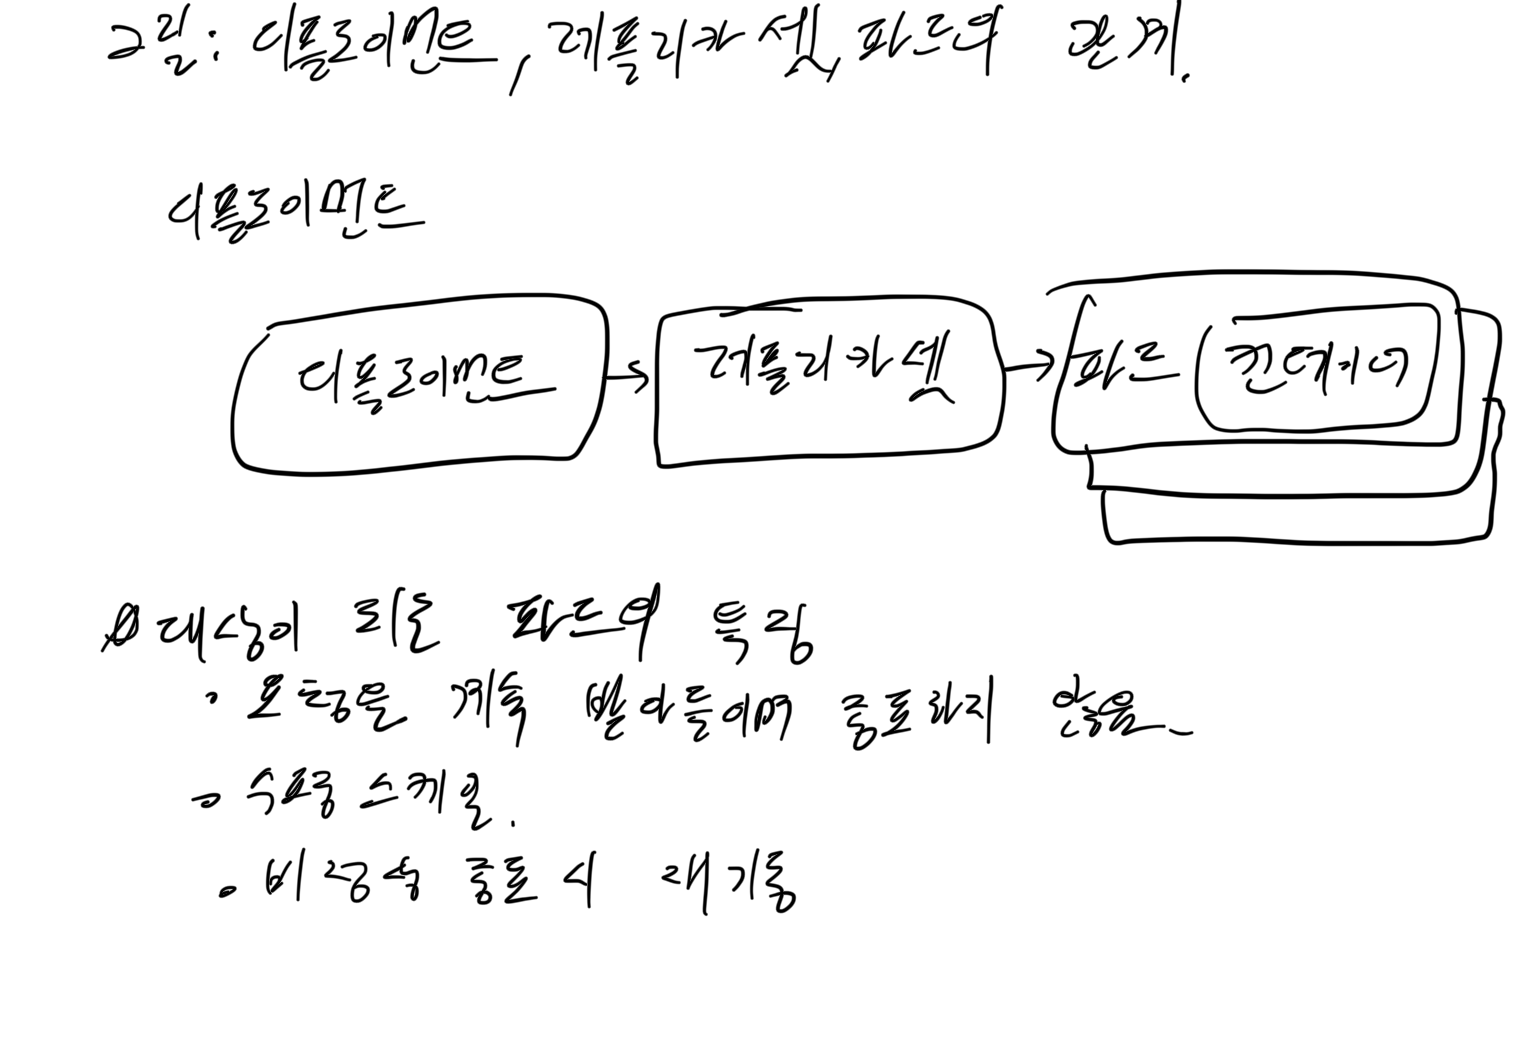 그림: 디플로이먼트, 레플리카 셋, 파드의 관계.
디플로이먼트
디플로이먼트 → 레플리카 셋 → 파드 컨테이너
대상이 되는 파드의 특징
· 요청을 계속 받아들이며 종료하지 않음.
· 수평 스케일.
· 비정상 종료 시 재기동